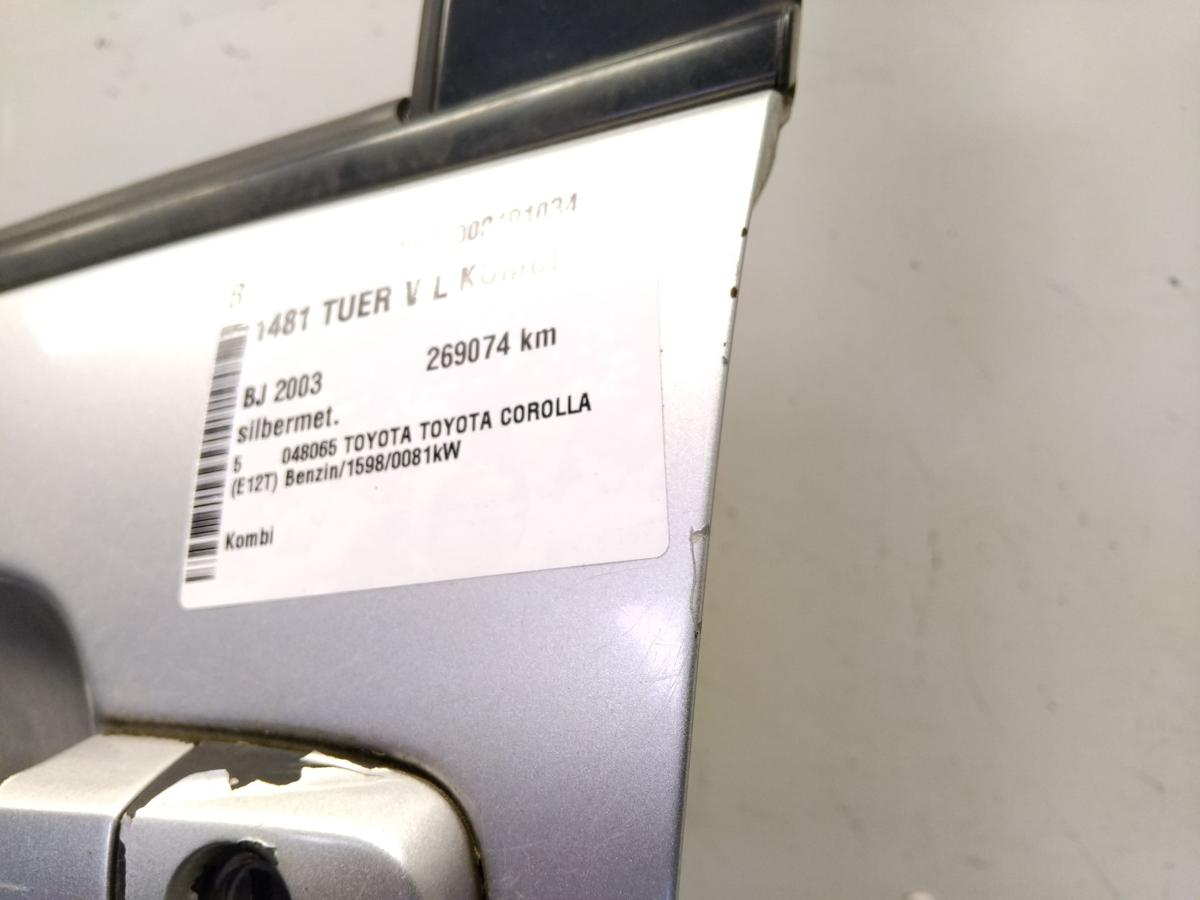 1481 TUER V L
269074 km
BJ 2003
silbermet.
5 048065 TOYOTA TOYOTA COROLLA
(E12T) Benzin/1598/0081kW
Kombi